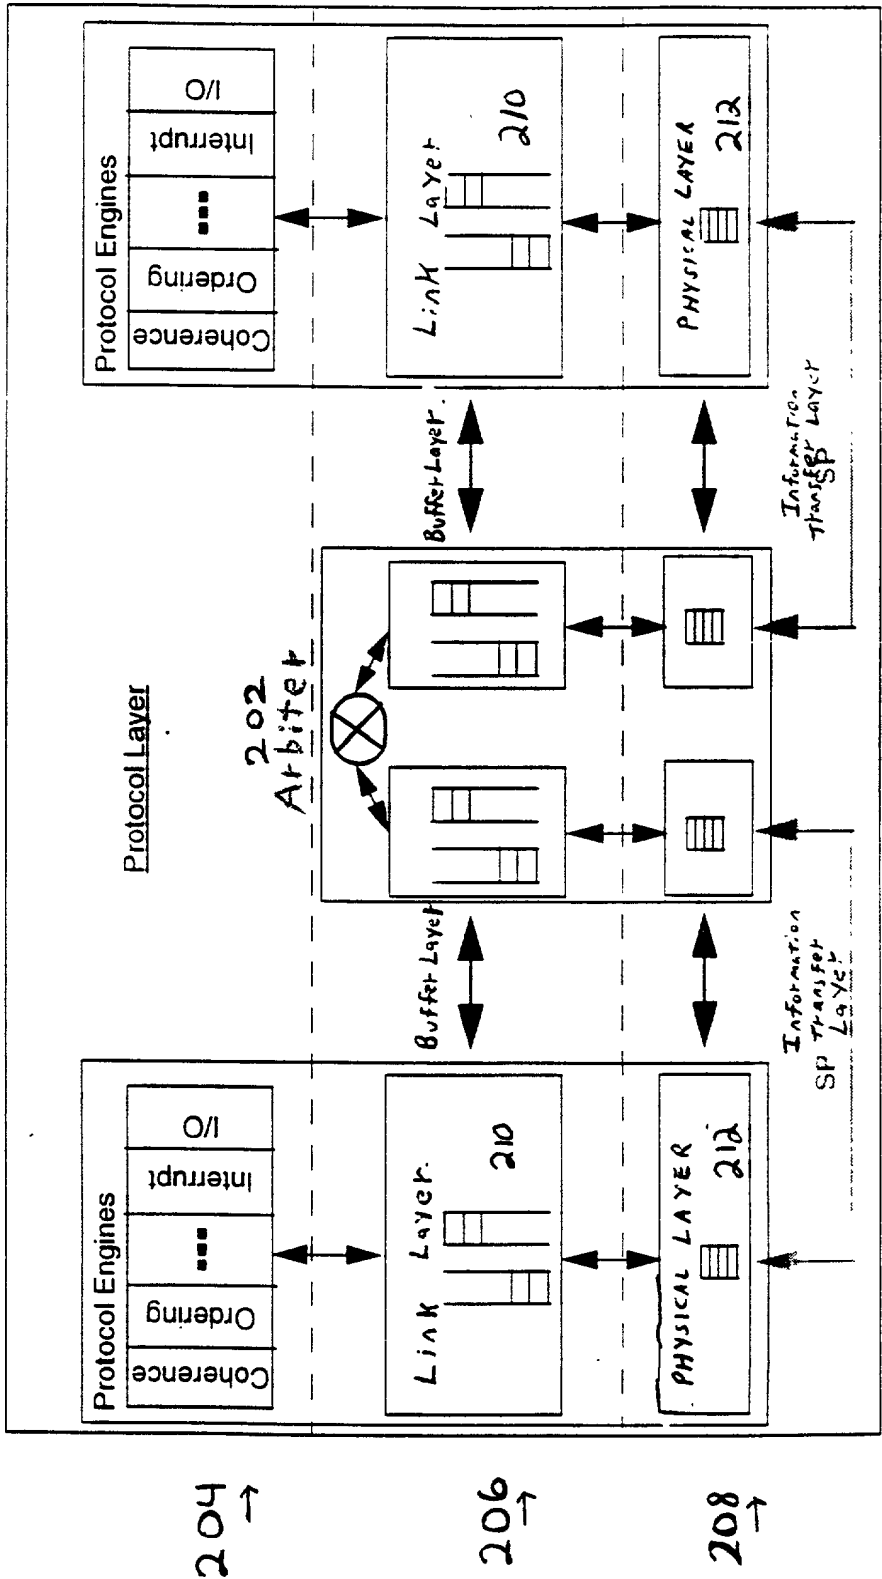 Protocol Layer
Protocol Engines
Coherence
Ordering
Interrupt
I/O
Protocol Engines
Coherence
Ordering
Interrupt
I/O
202
Arbiter
204 →
Link Layer
210
Buffer Layer
Buffer Layer.
Link Layer
210
206 →
PHYSICAL LAYER
212
PHYSICAL LAYER
212
208 →
Information
SP Transfer
Layer
Information
Transfer Layer
SP